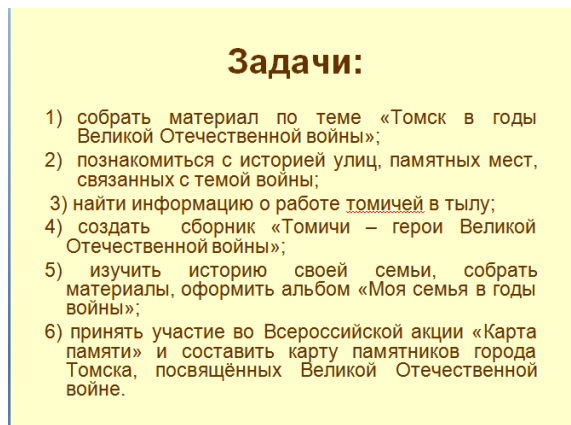 Задачи:
1) собрать материал по теме «Томск в годы
Великой Отечественной войны»;
2) познакомиться с историей улиц, памятных мест,
связанных с темой войны;
3) найти информацию о работе томичей в тылу;
4) создать сборник «Томичи – герои Великой
Отечественной войны»;
5) изучить историю своей семьи, собрать
материалы, оформить альбом «Моя семья в годы
войны»;
6) принять участие во Всероссийской акции «Карта
памяти» и составить карту памятников города
Томска, посвящённых Великой Отечественной
войне.